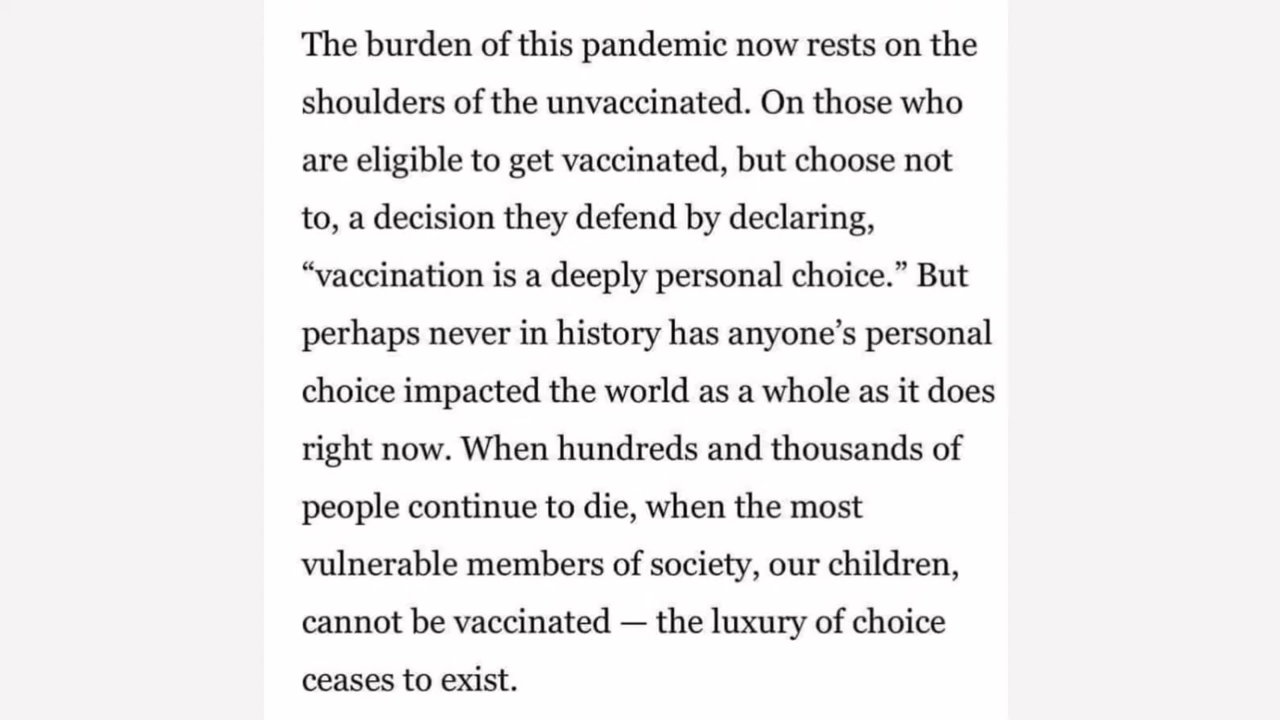 The burden of this pandemic now rests on the
shoulders of the unvaccinated. On those who
are eligible to get vaccinated, but choose not
to, a decision they defend by declaring,
“vaccination is a deeply personal choice.” But
perhaps never in history has anyone’s personal
choice impacted the world as a whole as it does
right now. When hundreds and thousands of
people continue to die, when the most
vulnerable members of society, our children,
cannot be vaccinated — the luxury of choice
ceases to exist.